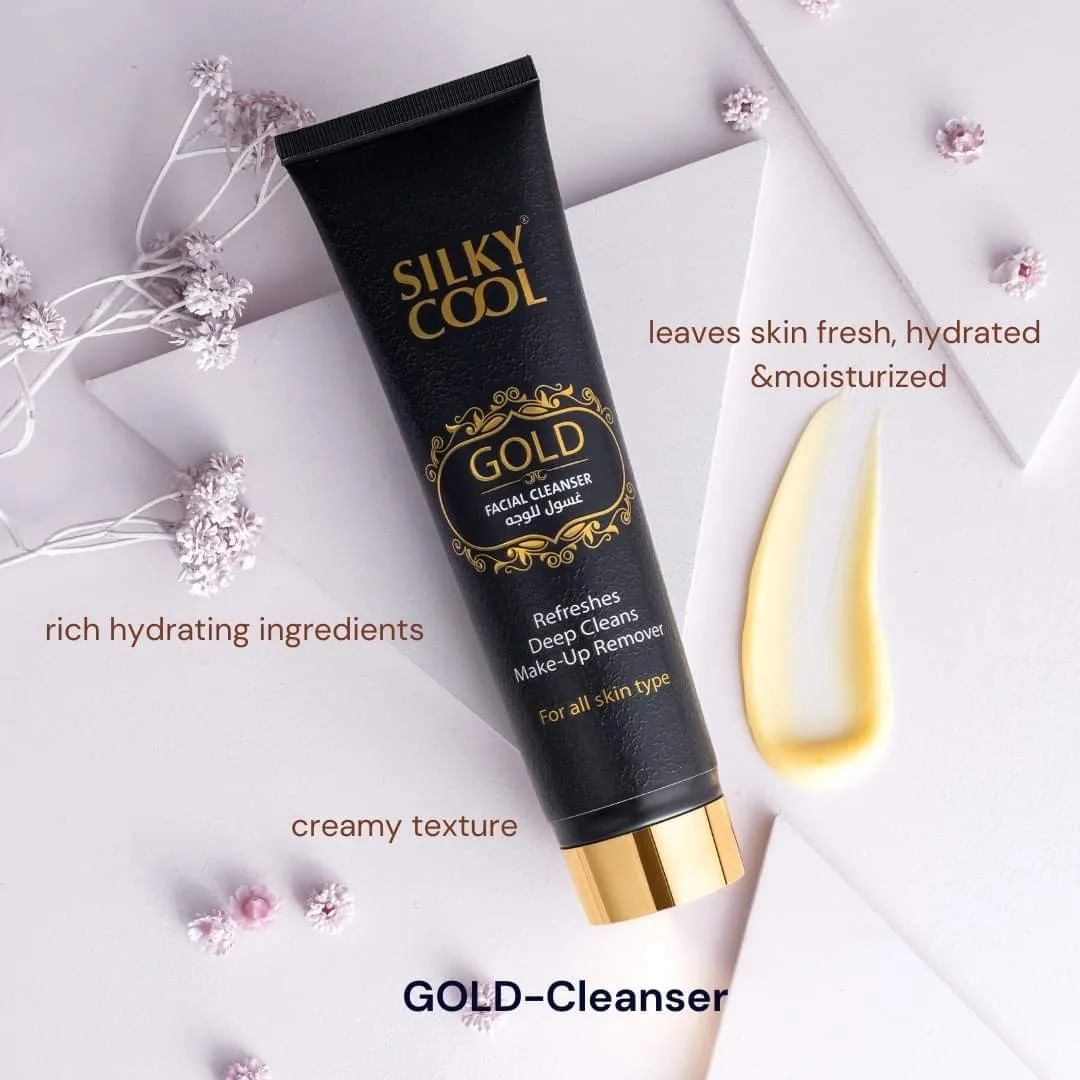 SILKY®
COOL
GOLD
FACIAL CLEANSER
غسول للوجه
Refreshes
Deep Cleans
Make-Up Remover
For all skin type
leaves skin fresh, hydrated
&moisturized
rich hydrating ingredients
creamy texture
GOLD-Cleanser